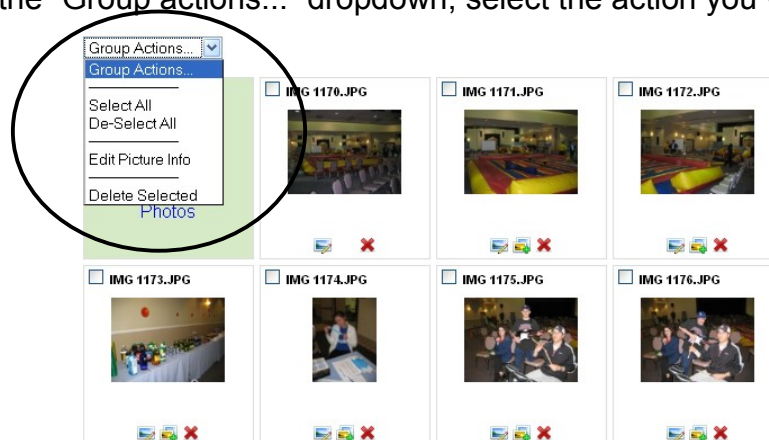 the "Group actions..." dropdown, select the action you
Group Actions...
Group Actions...
Select All
De-Select All
Edit Picture Info
Delete Selected
Photos
IMG 1170.JPG
IMG 1171.JPG
IMG 1172.JPG
IMG 1173.JPG
IMG 1174.JPG
IMG 1175.JPG
IMG 1176.JPG